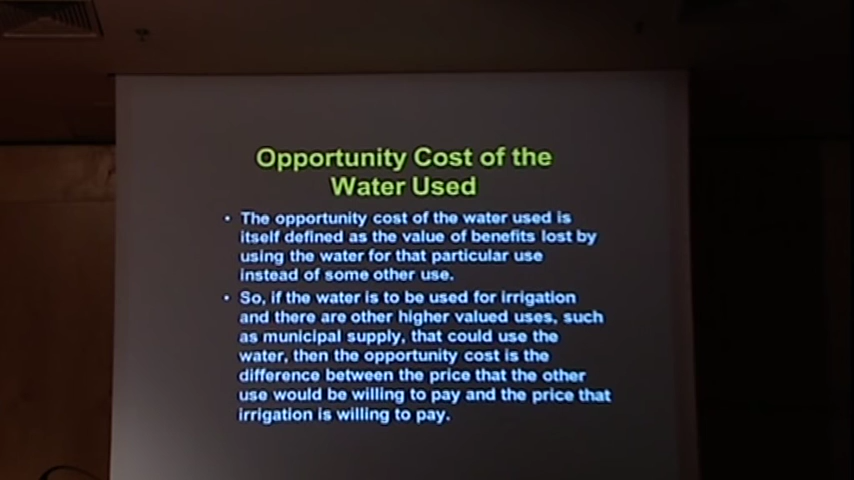 Opportunity Cost of the
Water Used
• The opportunity cost of the water used is
itself defined as the value of benefits lost by
using the water for that particular use
instead of some other use.
• So, if the water is to be used for irrigation
and there are other higher valued uses, such
as municipal supply, that could use the
water, then the opportunity cost is the
difference between the price that the other
use would be willing to pay and the price that
irrigation is willing to pay.